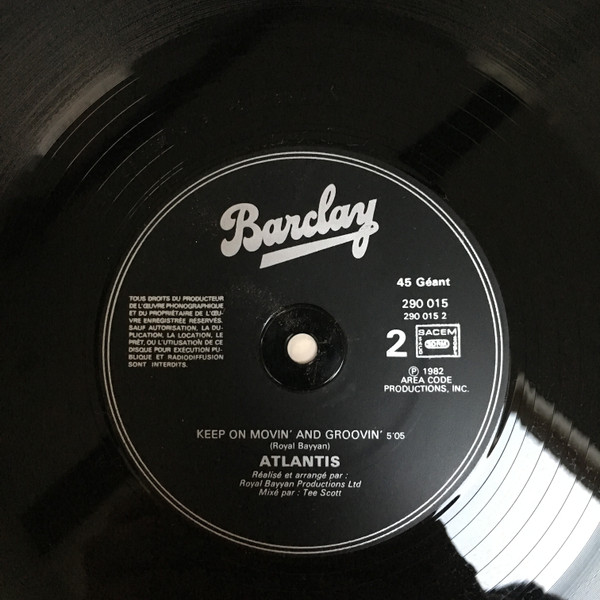 Barclay
45 Géant
290 015
290 015 2
2
SACEM
TOUS DROITS DU PRODUCTEUR
DE L'ŒUVRE PHONOGRAPHIQUE
ET DU PROPRIÉTAIRE DE L'ŒU-
VRE ENREGISTRÉE RÉSERVÉS.
SAUF AUTORISATION, LA DU-
PLICATION, LA LOCATION, LE
PRÊT, OU L'UTILISATION DE CE
DISQUE POUR EXÉCUTION PU-
BLIQUE ET RADIODIFFUSION
SONT INTERDITS.
Ⓟ 1982
AREA CODE
PRODUCTIONS, INC.
KEEP ON MOVIN' AND GROOVIN' 5'05
(Royal Bayyan)
ATLANTIS
Réalisé et arrangé par :
Royal Bayyan Productions Ltd
Mixé par : Tee Scott